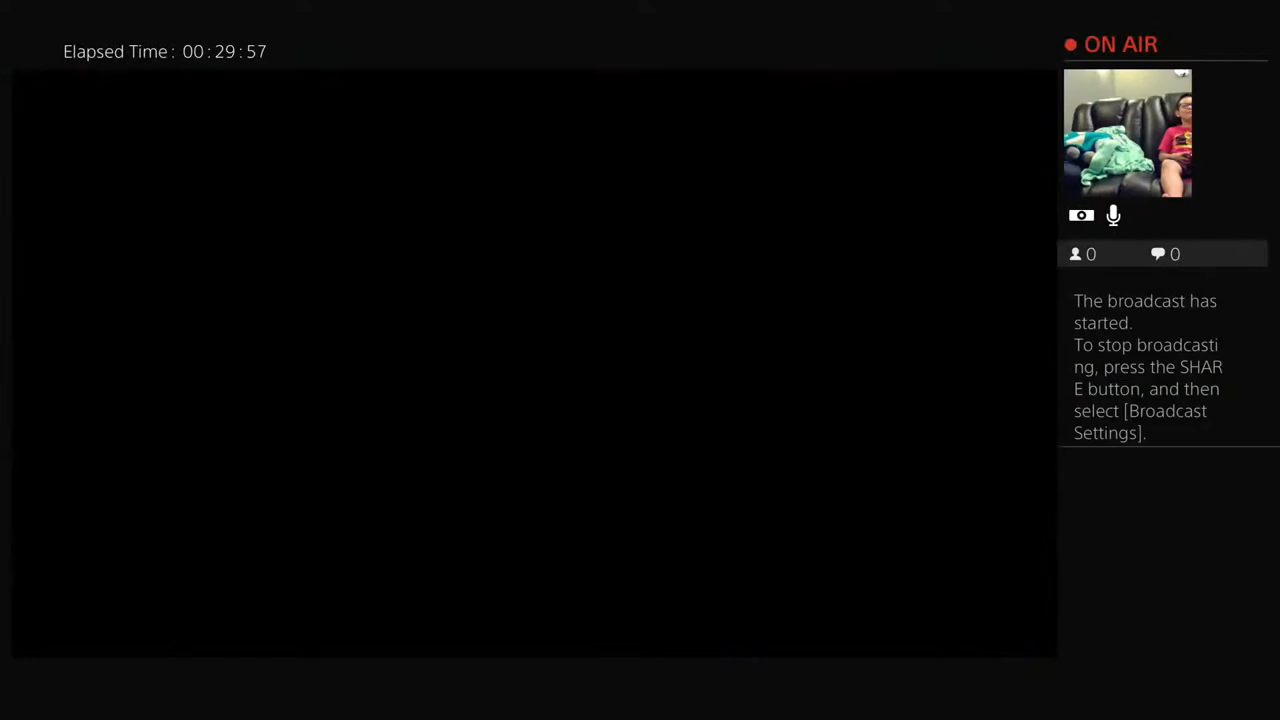 Elapsed Time: 00:29:57
ON AIR
0
0
The broadcast has
started.
To stop broadcasti
ng, press the SHAR
E button, and then
select [Broadcast
Settings].